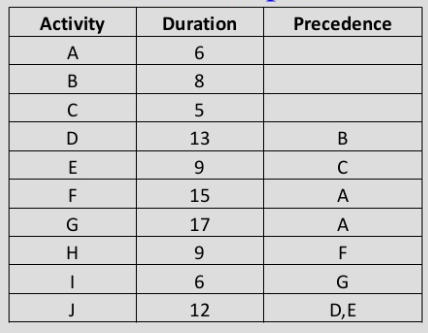 Activity Duration Precedence
A 6
B 8
C 5
D 13 B
E 9 C
F 15 A
G 17 A
H 9 F
I 6 G
J 12 D,E